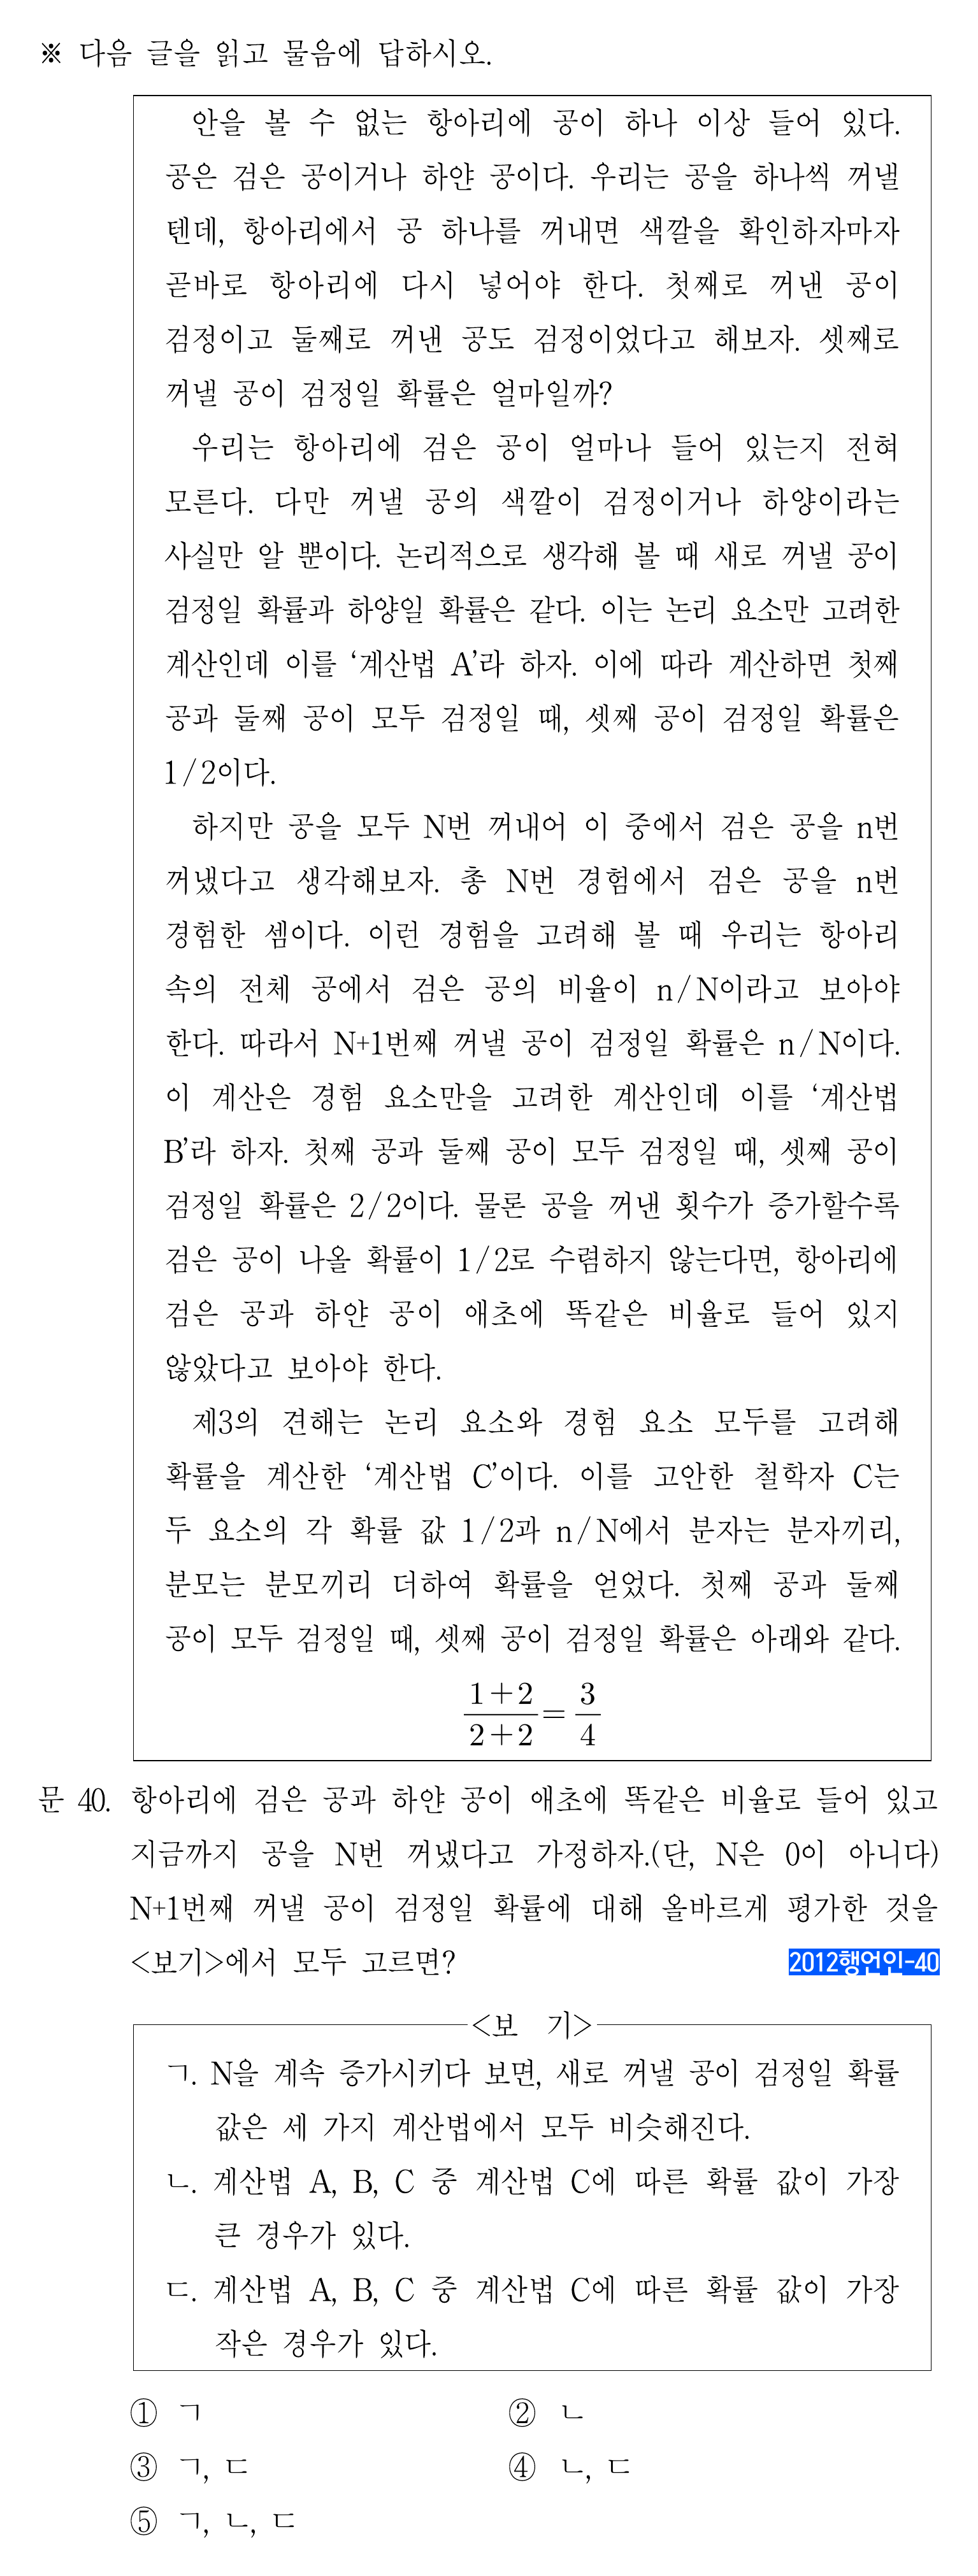 ※ 다음 글을 읽고 물음에 답하시오.
안을 볼 수 없는 항아리에 공이 하나 이상 들어 있다.
공은 검은 공이거나 하얀 공이다. 우리는 공을 하나씩 꺼낼
텐데, 항아리에서 공 하나를 꺼내면 색깔을 확인하자마자
곧바로 항아리에 다시 넣어야 한다. 첫째로 꺼낸 공이
검정이고 둘째로 꺼낸 공도 검정이었다고 해보자. 셋째로
꺼낼 공이 검정일 확률은 얼마일까?
우리는 항아리에 검은 공이 얼마나 들어 있는지 전혀
모른다. 다만 꺼낼 공의 색깔이 검정이거나 하양이라는
사실만 알 뿐이다. 논리적으로 생각해 볼 때 새로 꺼낼 공이
검정일 확률과 하양일 확률은 같다. 이는 논리 요소만 고려한
계산인데 이를 ‘계산법 A’라 하자. 이에 따라 계산하면 첫째
공과 둘째 공이 모두 검정일 때, 셋째 공이 검정일 확률은
1/2이다.
하지만 공을 모두 N번 꺼내어 이 중에서 검은 공을 n번
꺼냈다고 생각해보자. 총 N번 경험에서 검은 공을 n번
경험한 셈이다. 이런 경험을 고려해 볼 때 우리는 항아리
속의 전체 공에서 검은 공의 비율이 n/N이라고 보아야
한다. 따라서 N+1번째 꺼낼 공이 검정일 확률은 n/N이다.
이 계산은 경험 요소만을 고려한 계산인데 이를 ‘계산법
B’라 하자. 첫째 공과 둘째 공이 모두 검정일 때, 셋째 공이
검정일 확률은 2/2이다. 물론 공을 꺼낸 횟수가 증가할수록
검은 공이 나올 확률이 1/2로 수렴하지 않는다면, 항아리에
검은 공과 하얀 공이 애초에 똑같은 비율로 들어 있지
않았다고 보아야 한다.
제3의 견해는 논리 요소와 경험 요소 모두를 고려해
확률을 계산한 ‘계산법 C’이다. 이를 고안한 철학자 C는
두 요소의 각 확률 값 1/2과 n/N에서 분자는 분자끼리,
분모는 분모끼리 더하여 확률을 얻었다. 첫째 공과 둘째
공이 모두 검정일 때, 셋째 공이 검정일 확률은 아래와 같다.
(1+2)/(2+2) = 3/4
문 40. 항아리에 검은 공과 하얀 공이 애초에 똑같은 비율로 들어 있고
지금까지 공을 N번 꺼냈다고 가정하자.(단, N은 0이 아니다)
N+1번째 꺼낼 공이 검정일 확률에 대해 올바르게 평가한 것을
<보기>에서 모두 고르면? 2012행언인-40
<보 기>
ㄱ. N을 계속 증가시키다 보면, 새로 꺼낼 공이 검정일 확률
값은 세 가지 계산법에서 모두 비슷해진다.
ㄴ. 계산법 A, B, C 중 계산법 C에 따른 확률 값이 가장
큰 경우가 있다.
ㄷ. 계산법 A, B, C 중 계산법 C에 따른 확률 값이 가장
작은 경우가 있다.
① ㄱ ② ㄴ
③ ㄱ, ㄷ ④ ㄴ, ㄷ
⑤ ㄱ, ㄴ, ㄷ